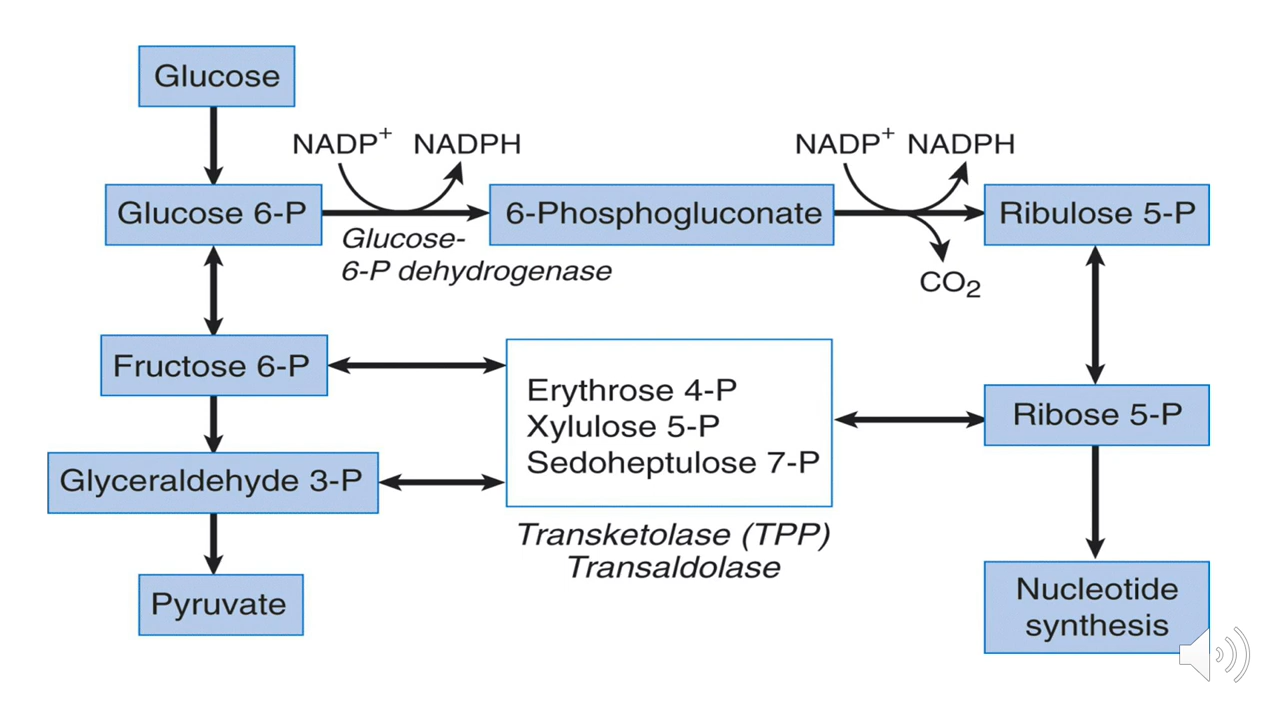 Glucose
NADP+ NADPH
NADP+ NADPH
Glucose 6-P
6-Phosphogluconate
Ribulose 5-P
Glucose-
6-P dehydrogenase
CO2
Fructose 6-P
Erythrose 4-P
Xylulose 5-P
Sedoheptulose 7-P
Ribose 5-P
Glyceraldehyde 3-P
Transketolase (TPP)
Transaldolase
Pyruvate
Nucleotide
synthesis